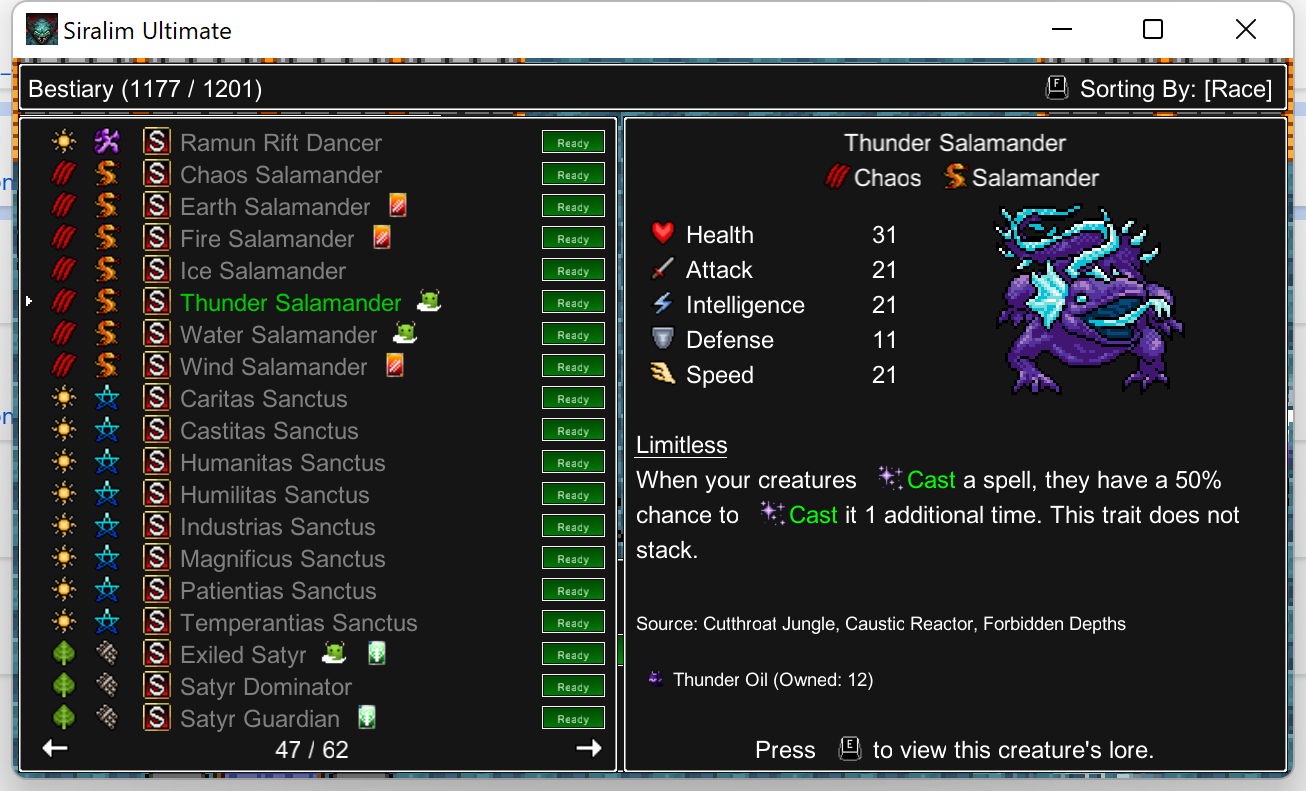 Siralim Ultimate
Bestiary (1177 / 1201)
F Sorting By: [Race]
S Ramun Rift Dancer Ready
S Chaos Salamander Ready
S Earth Salamander Ready
S Fire Salamander Ready
S Ice Salamander Ready
S Thunder Salamander Ready
S Water Salamander Ready
S Wind Salamander Ready
S Caritas Sanctus Ready
S Castitas Sanctus Ready
S Humanitas Sanctus Ready
S Humilitas Sanctus Ready
S Industrias Sanctus Ready
S Magnificus Sanctus Ready
S Patientias Sanctus Ready
S Temperantias Sanctus Ready
S Exiled Satyr Ready
S Satyr Dominator Ready
S Satyr Guardian Ready
47 / 62
Thunder Salamander
Chaos Salamander
Health 31
Attack 21
Intelligence 21
Defense 11
Speed 21
Limitless
When your creatures Cast a spell, they have a 50%
chance to Cast it 1 additional time. This trait does not
stack.
Source: Cutthroat Jungle, Caustic Reactor, Forbidden Depths
Thunder Oil (Owned: 12)
Press E to view this creature's lore.